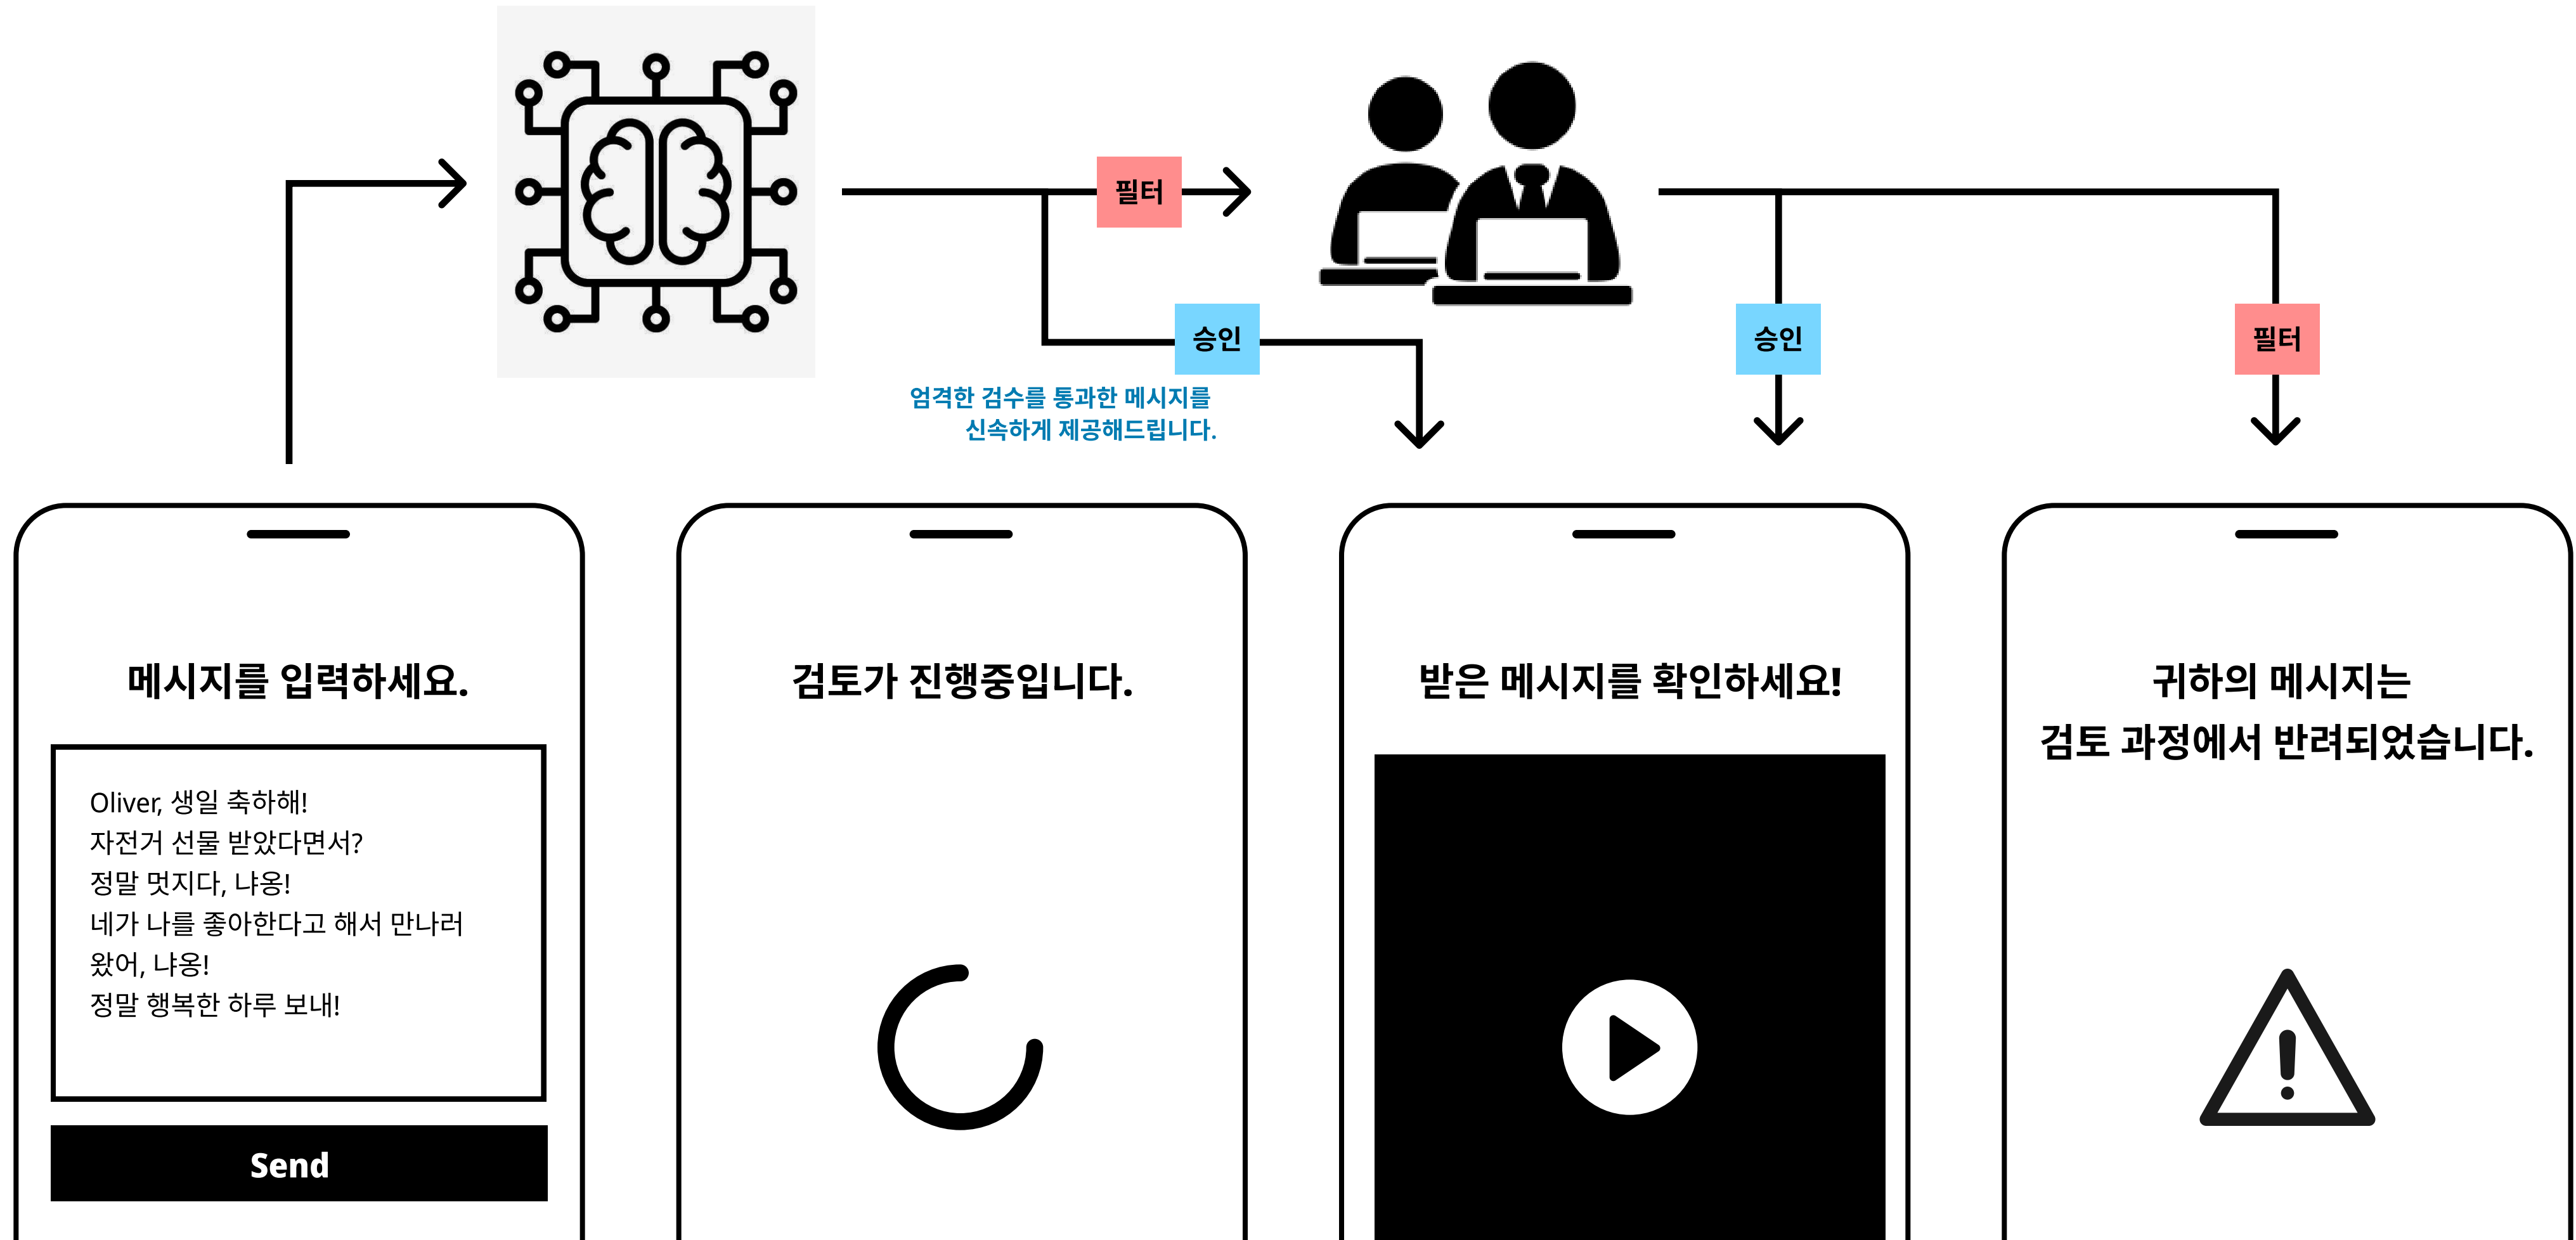 필터
승인
승인
필터
엄격한 검수를 통과한 메시지를
신속하게 제공해드립니다.
메시지를 입력하세요.
Oliver, 생일 축하해!
자전거 선물 받았다면서?
정말 멋지다, 냐옹!
네가 나를 좋아한다고 해서 만나러
왔어, 냐옹!
정말 행복한 하루 보내!
Send
검토가 진행중입니다.
받은 메시지를 확인하세요!
귀하의 메시지는
검토 과정에서 반려되었습니다.